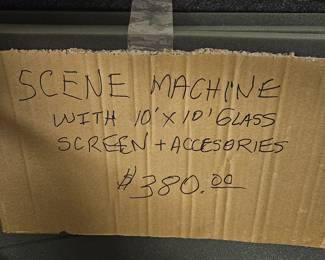 SCENE MACHINE
WITH 10'X10' GLASS
SCREEN + ACCESORIES
$380.00